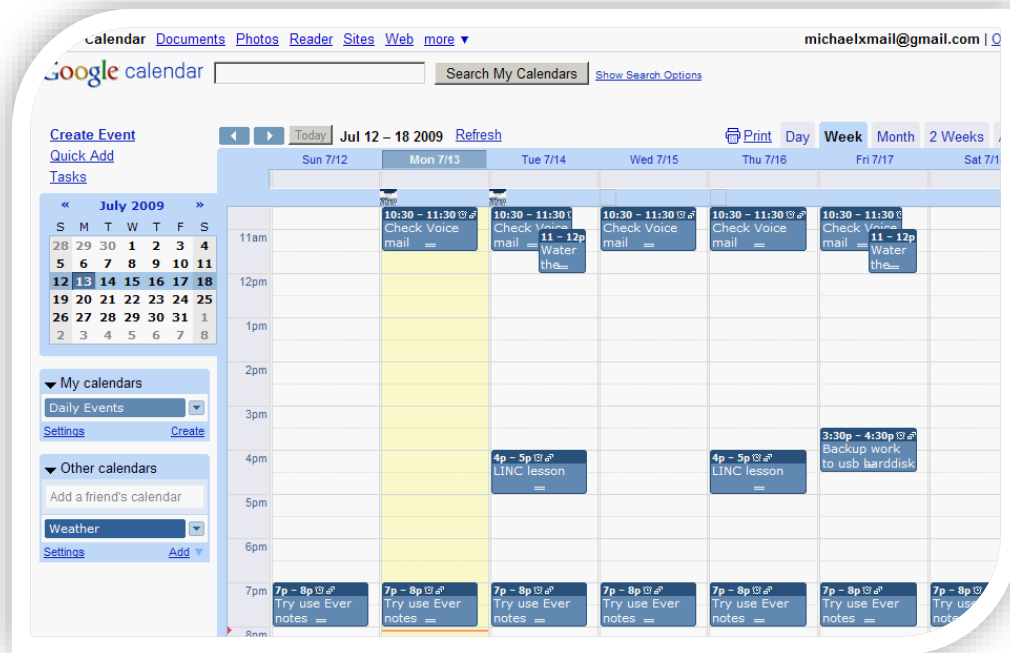 Calendar Documents Photos Reader Sites Web more ▼ michaelxmail@gmail.com |
Google calendar Search My Calendars Show Search Options
Create Event
Quick Add
Tasks
Today Jul 12 – 18 2009 Refresh Print Day Week Month 2 Weeks
Sun 7/12 Mon 7/13 Tue 7/14 Wed 7/15 Thu 7/16 Fri 7/17 Sat 7/1
« July 2009 »
S M T W T F S
28 29 30 1 2 3 4
5 6 7 8 9 10 11
12 13 14 15 16 17 18
19 20 21 22 23 24 25
26 27 28 29 30 31 1
2 3 4 5 6 7 8
My calendars
Daily Events
Settings Create
Other calendars
Add a friend's calendar
Weather
Settings Add ▼
10:30 – 11:30 10:30 – 11:30 10:30 – 11:30 10:30 – 11:30 10:30 – 11:30
Check Voice Check Voice Check Voice Check Voice Check Voice
mail mail mail mail mail
11 – 12p 11 – 12p
Water Water
the the
11am
12pm
1pm
2pm
3pm
3:30p – 4:30p
Backup work
to usb harddisk
4pm
4p – 5p 4p – 5p
LINC lesson LINC lesson
5pm
6pm
7pm
7p – 8p 7p – 8p 7p – 8p 7p – 8p 7p – 8p 7p – 8p 7p – 8p
Try use Ever Try use Ever Try use Ever Try use Ever Try use Ever Try use Ever Try us
notes notes notes notes notes notes note
8pm